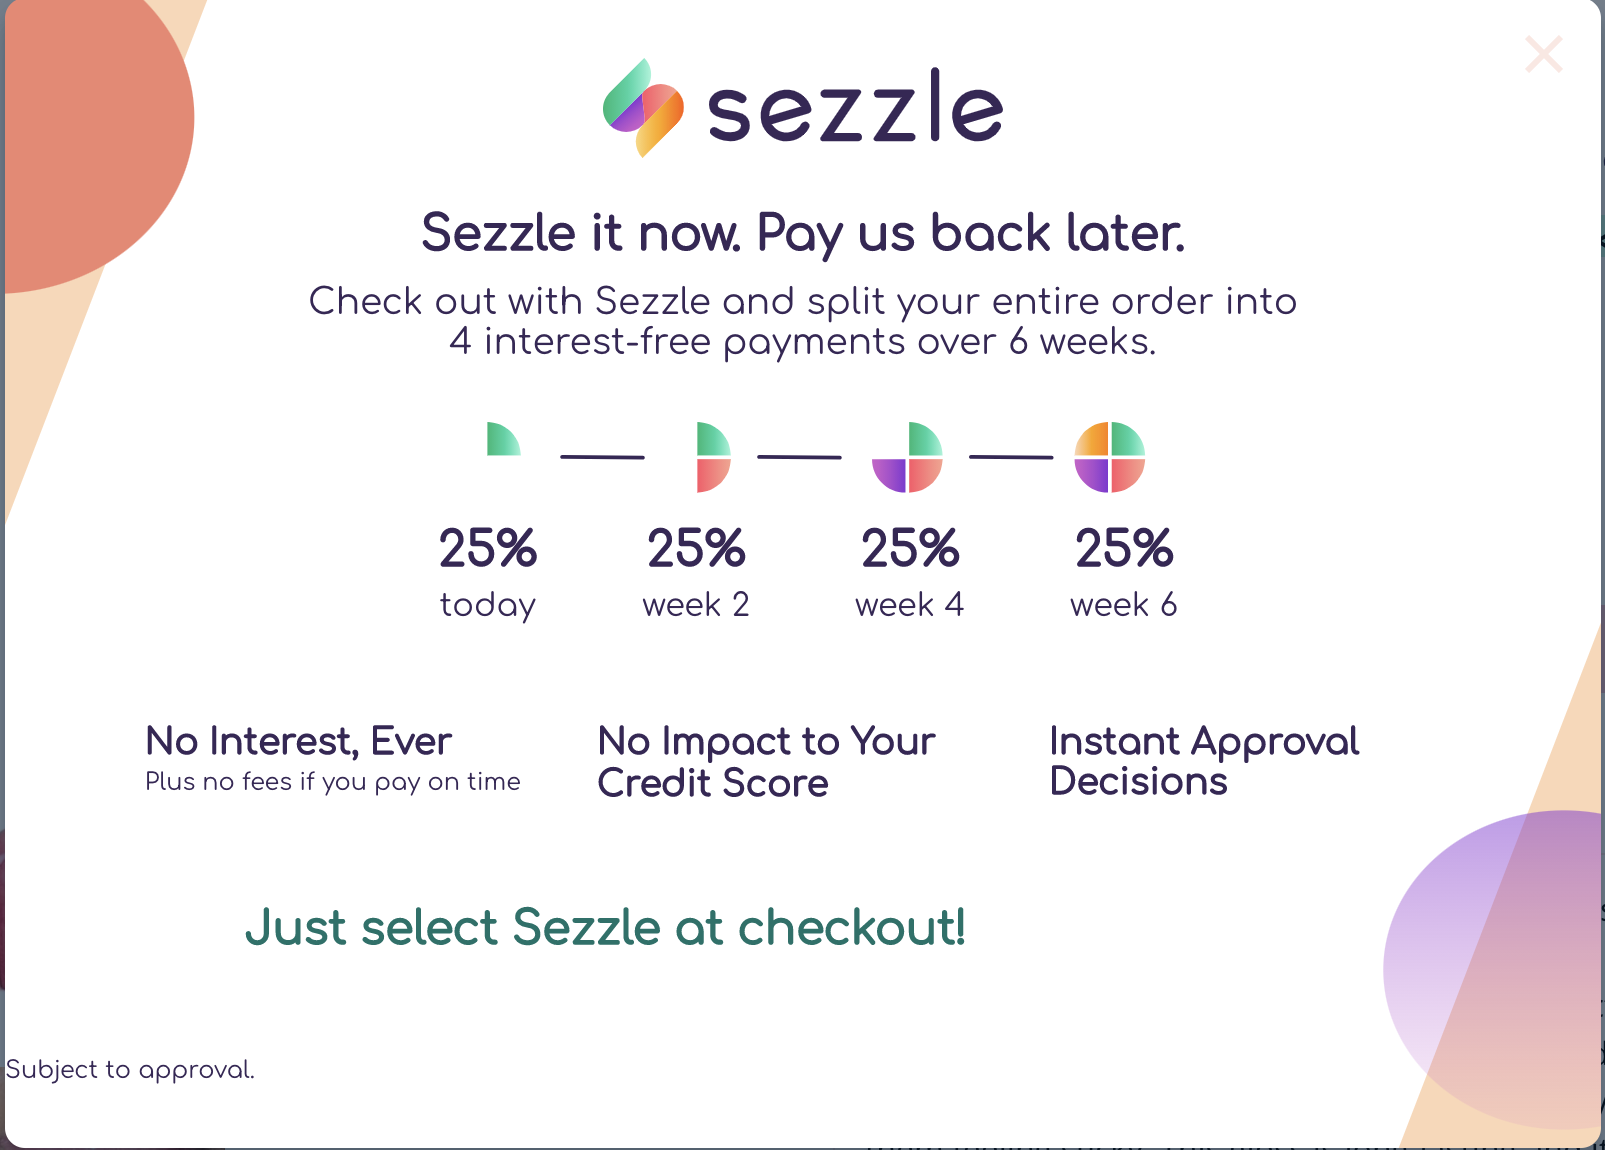 sezzle
Sezzle it now. Pay us back later.
Check out with Sezzle and split your entire order into
4 interest-free payments over 6 weeks.
25% 25% 25% 25%
today week 2 week 4 week 6
No Interest, Ever
Plus no fees if you pay on time
No Impact to Your
Credit Score
Instant Approval
Decisions
Just select Sezzle at checkout!
Subject to approval.